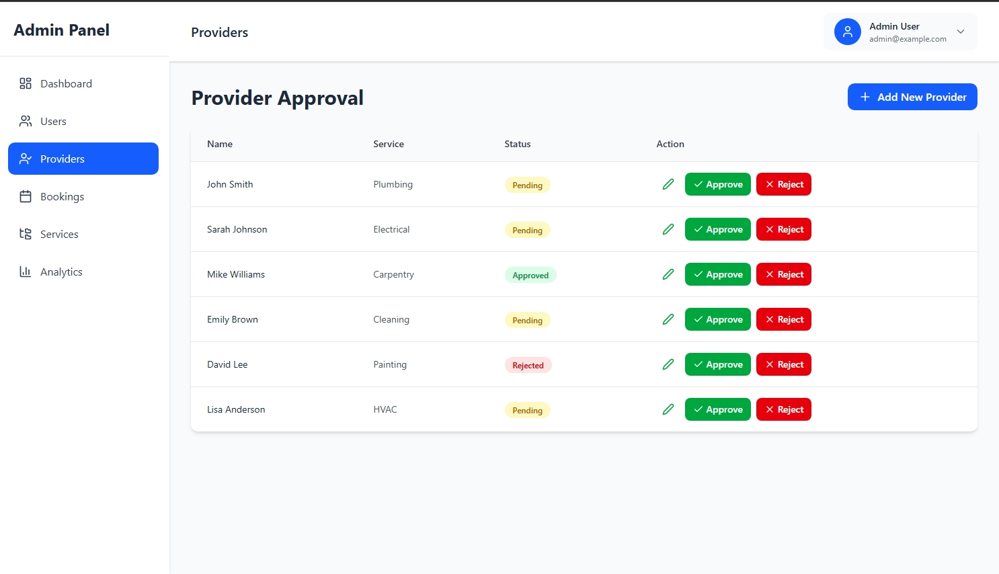 Admin Panel
Providers
Admin User
admin@example.com
Dashboard
Users
Providers
Bookings
Services
Analytics
Provider Approval
Add New Provider
Name Service Status Action
John Smith Plumbing Pending Approve Reject
Sarah Johnson Electrical Pending Approve Reject
Mike Williams Carpentry Approved Approve Reject
Emily Brown Cleaning Pending Approve Reject
David Lee Painting Rejected Approve Reject
Lisa Anderson HVAC Pending Approve Reject